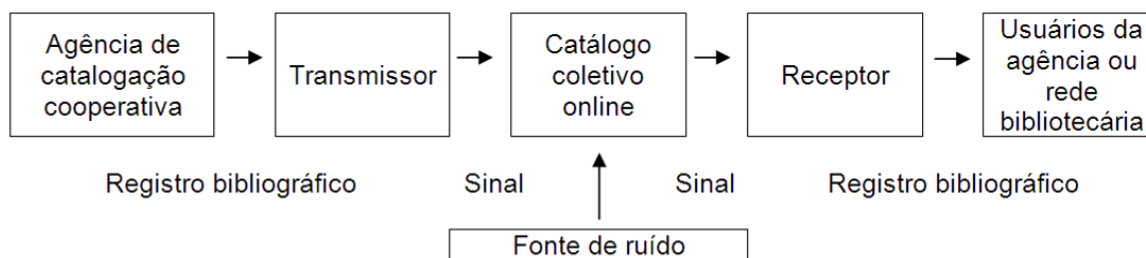 Agência de
catalogação
cooperativa
Transmissor
Catálogo
coletivo
online
Receptor
Usuários da
agência ou
rede
bibliotecária
Registro bibliográfico
Sinal
Sinal
Registro bibliográfico
Fonte de ruído